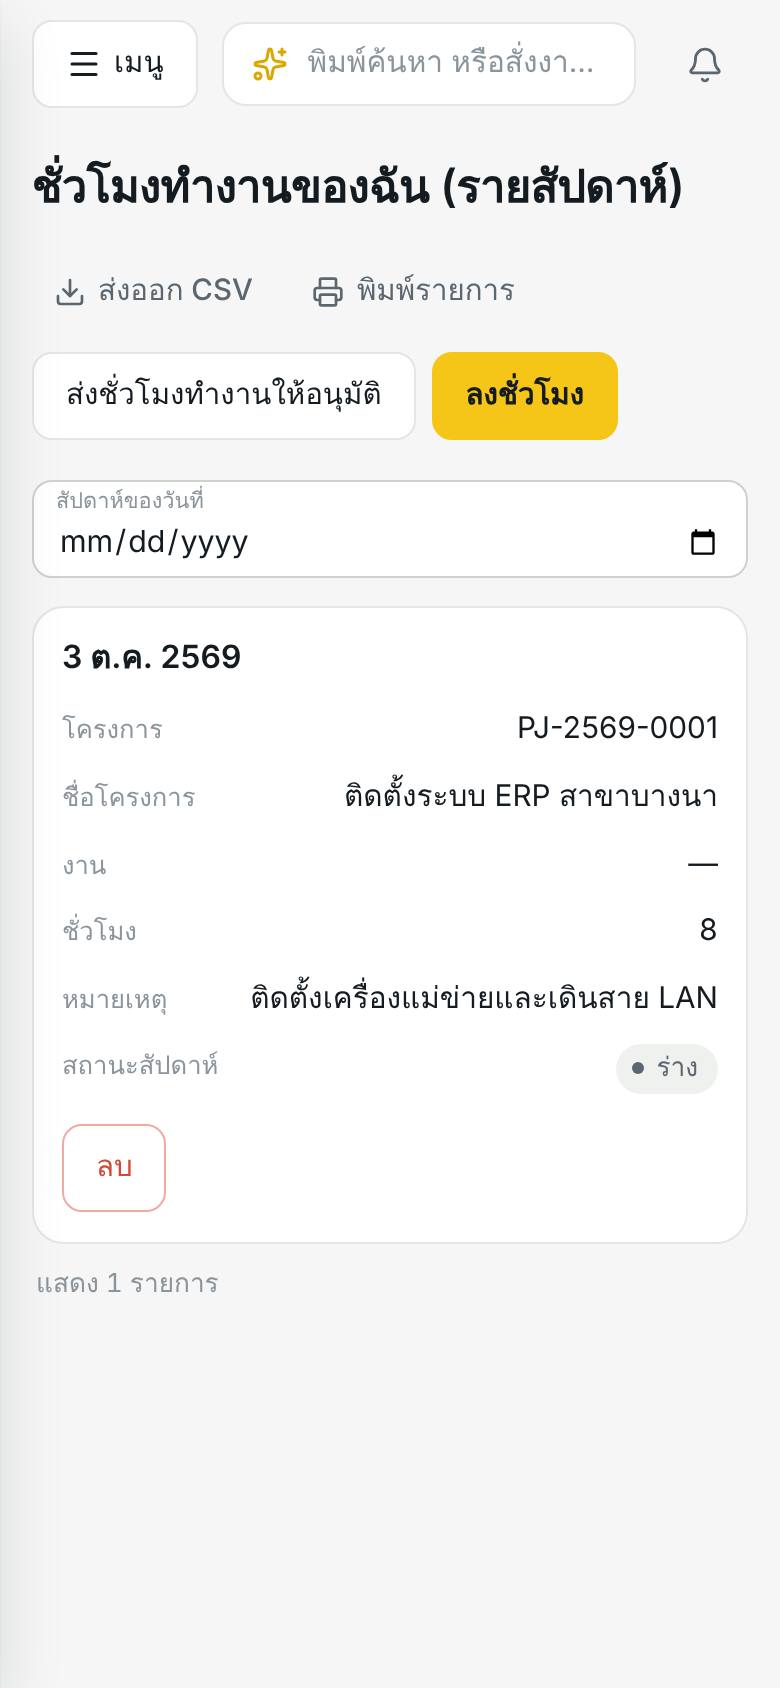 เมนู
พิมพ์ค้นหา หรือสั่งงา...
ชั่วโมงทำงานของฉัน (รายสัปดาห์)
ส่งออก CSV พิมพ์รายการ
ส่งชั่วโมงทำงานให้อนุมัติ ลงชั่วโมง
สัปดาห์ของวันที่
mm/dd/yyyy
3 ต.ค. 2569
โครงการ PJ-2569-0001
ชื่อโครงการ ติดตั้งระบบ ERP สาขาบางนา
งาน —
ชั่วโมง 8
หมายเหตุ ติดตั้งเครื่องแม่ข่ายและเดินสาย LAN
สถานะสัปดาห์ ร่าง
ลบ
แสดง 1 รายการ